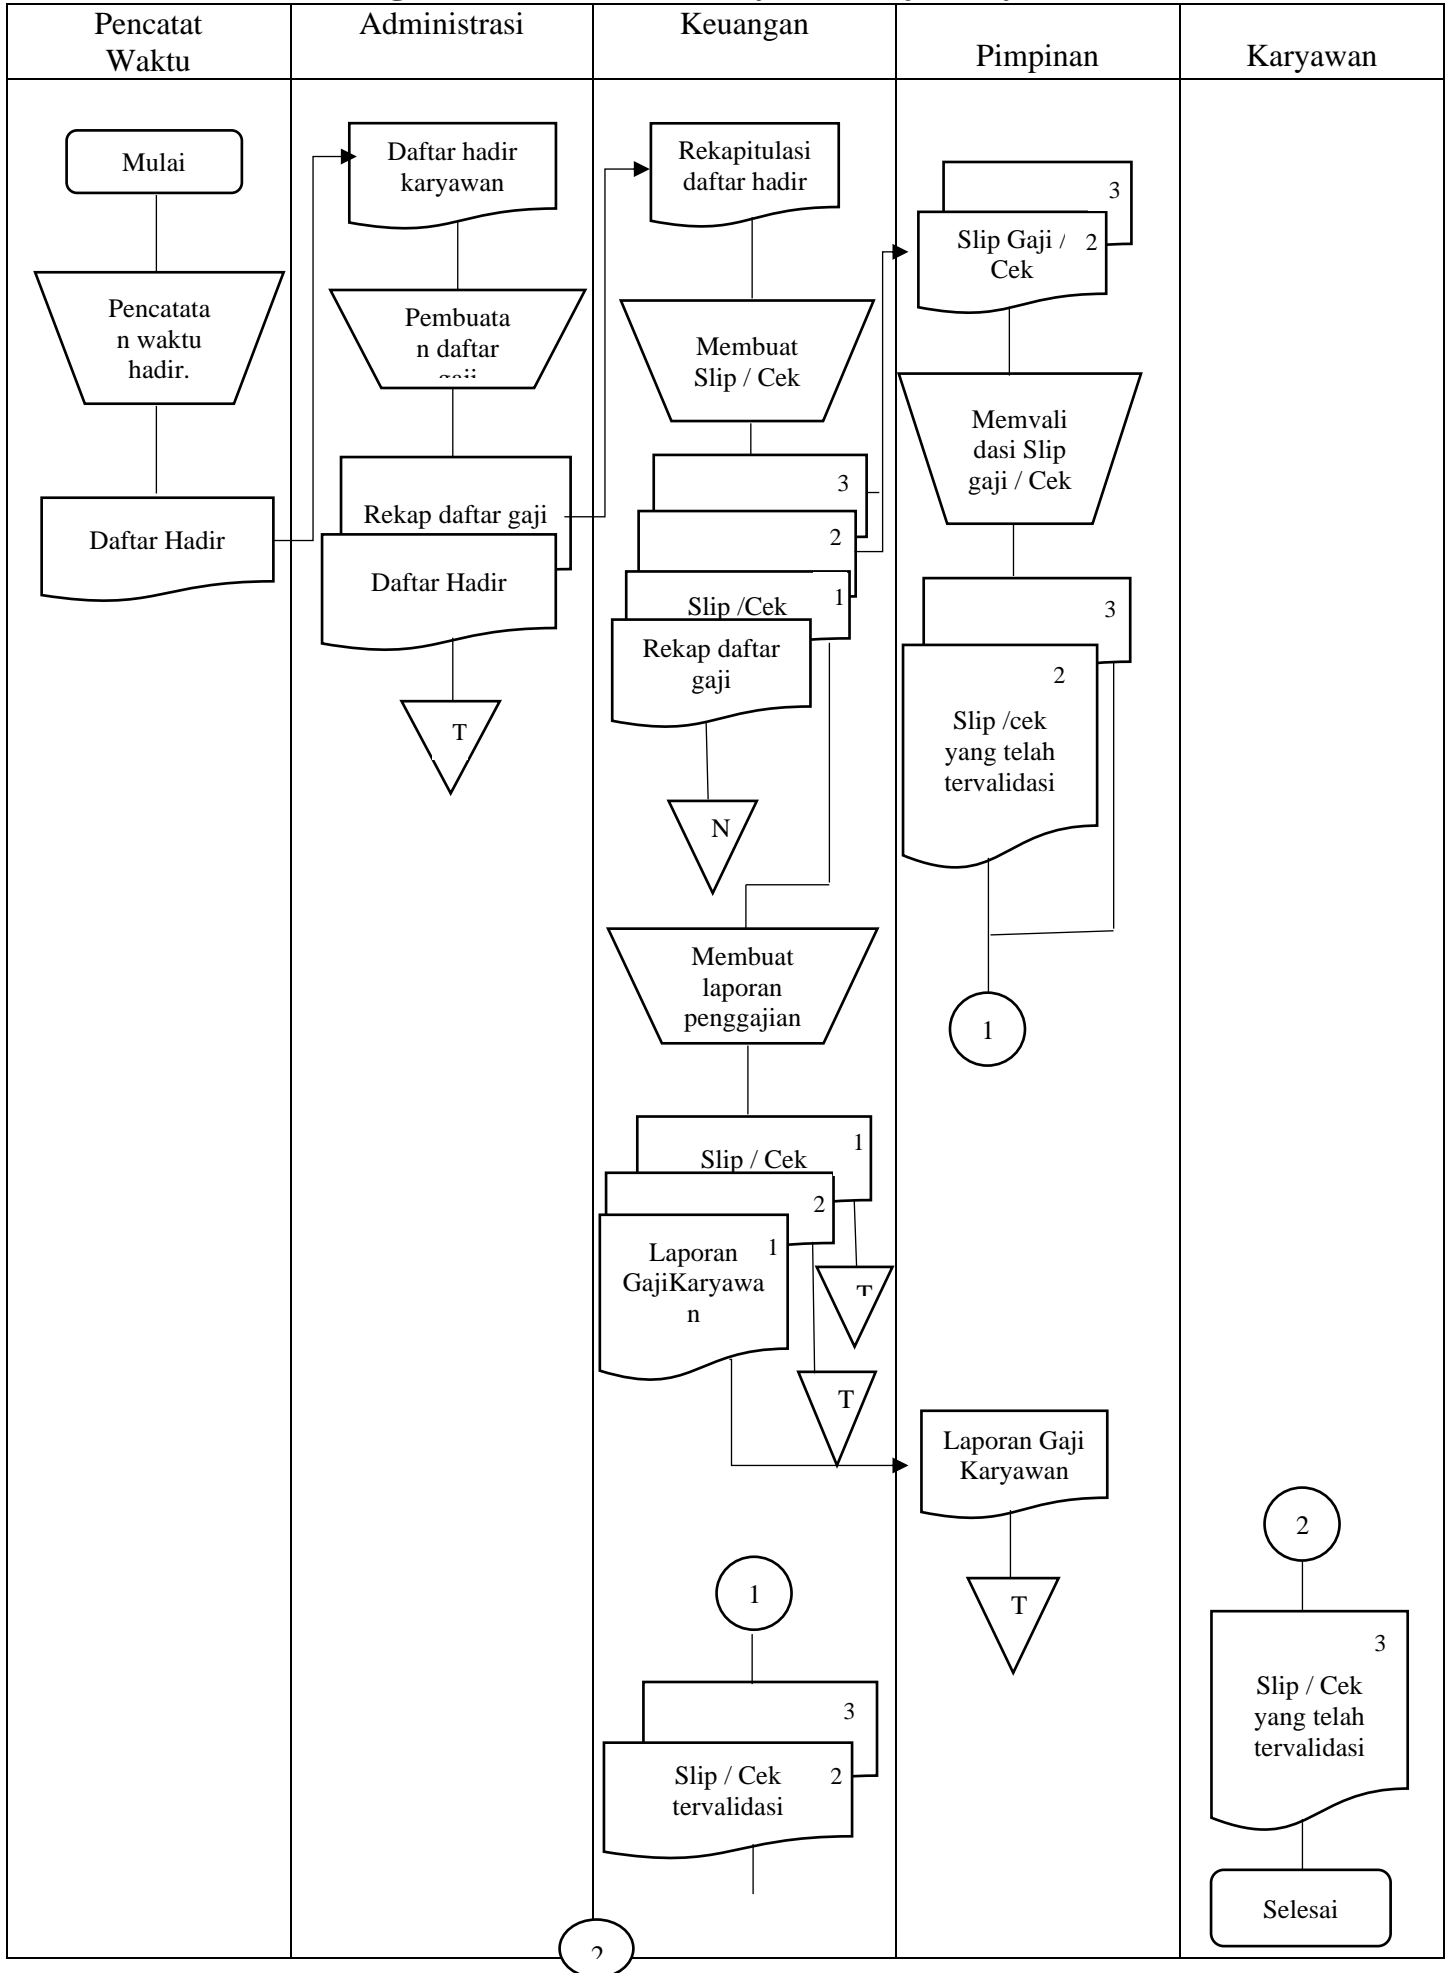 Pencatat
Waktu
Administrasi
Keuangan
Pimpinan
Karyawan
Mulai
Pencatata
n waktu
hadir.
Daftar Hadir
Daftar hadir
karyawan
Pembuata
n daftar
gaji
Rekap daftar gaji
Daftar Hadir
T
Rekapitulasi
daftar hadir
Membuat
Slip / Cek
3
2
1
Slip /Cek
Rekap daftar
gaji
N
Membuat
laporan
penggajian
1
Slip / Cek
2
1
Laporan
GajiKaryawa
n
T
T
1
3
Slip / Cek 2
tervalidasi
2
3
Slip Gaji / 2
Cek
Memvali
dasi Slip
gaji / Cek
3
2
Slip /cek
yang telah
tervalidasi
1
Laporan Gaji
Karyawan
T
2
3
Slip / Cek
yang telah
tervalidasi
Selesai